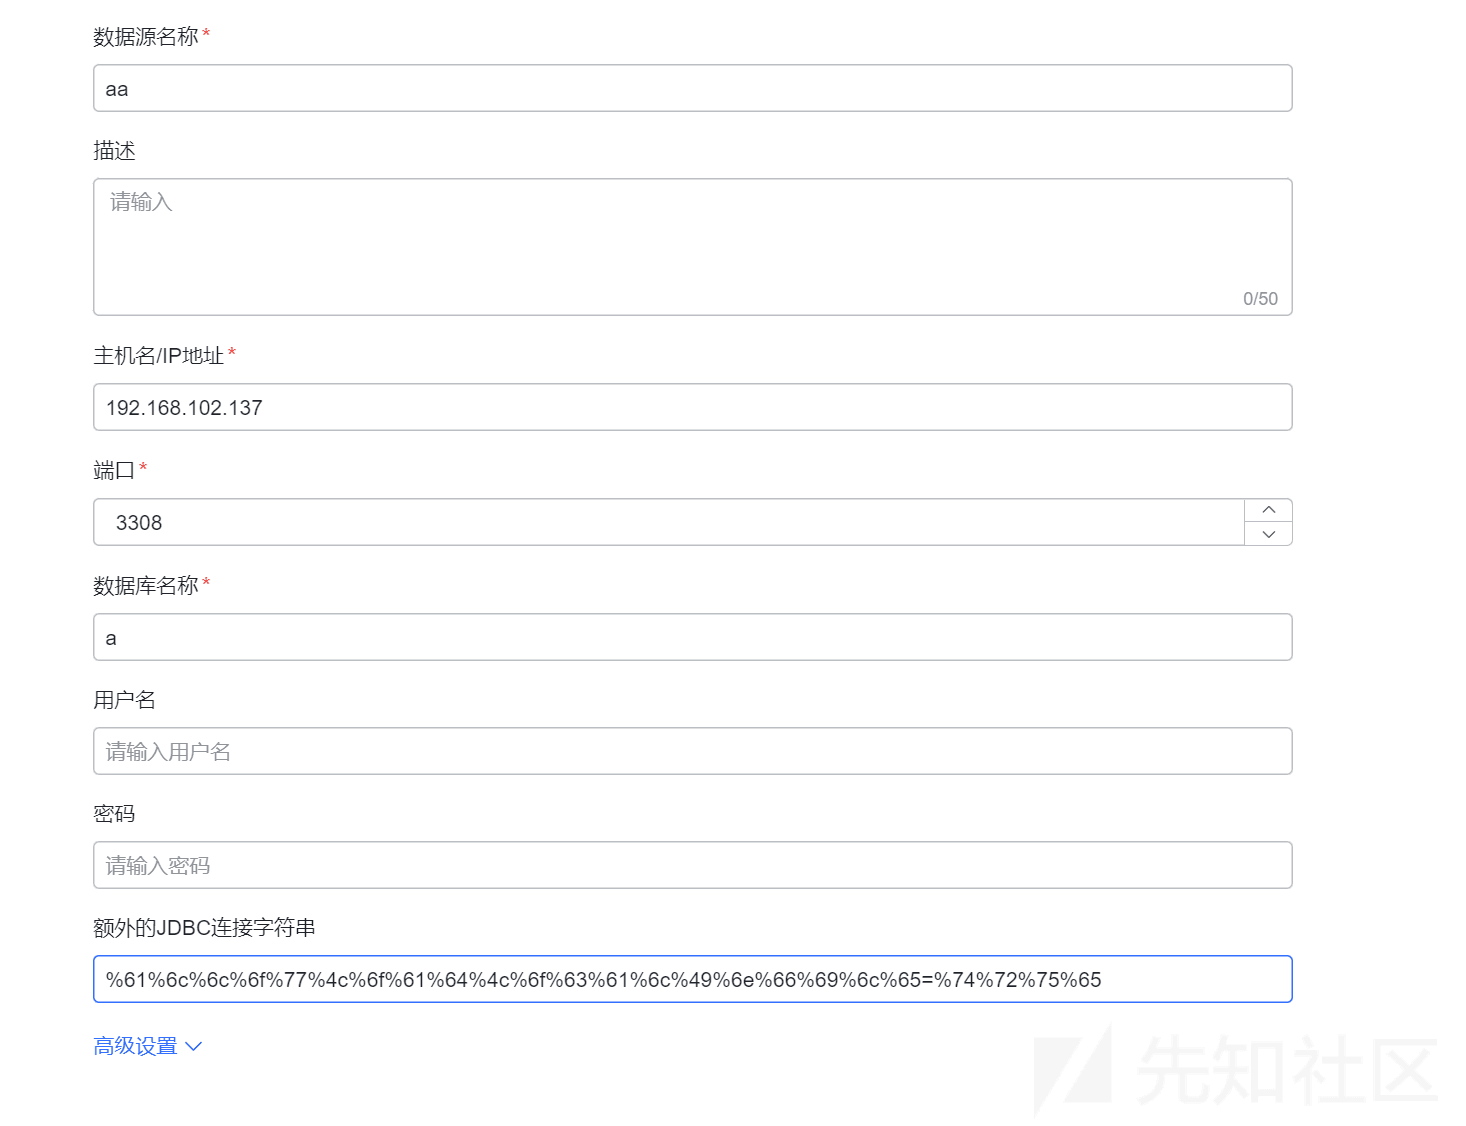 数据源名称*
aa
描述
请输入
0/50
主机名/IP地址*
192.168.102.137
端口*
3308
数据库名称*
a
用户名
请输入用户名
密码
请输入密码
额外的JDBC连接字符串
%61%6c%6c%6f%77%4c%6f%61%64%4c%6f%63%61%6c%49%6e%66%69%6c%65=%74%72%75%65
高级设置
先知社区